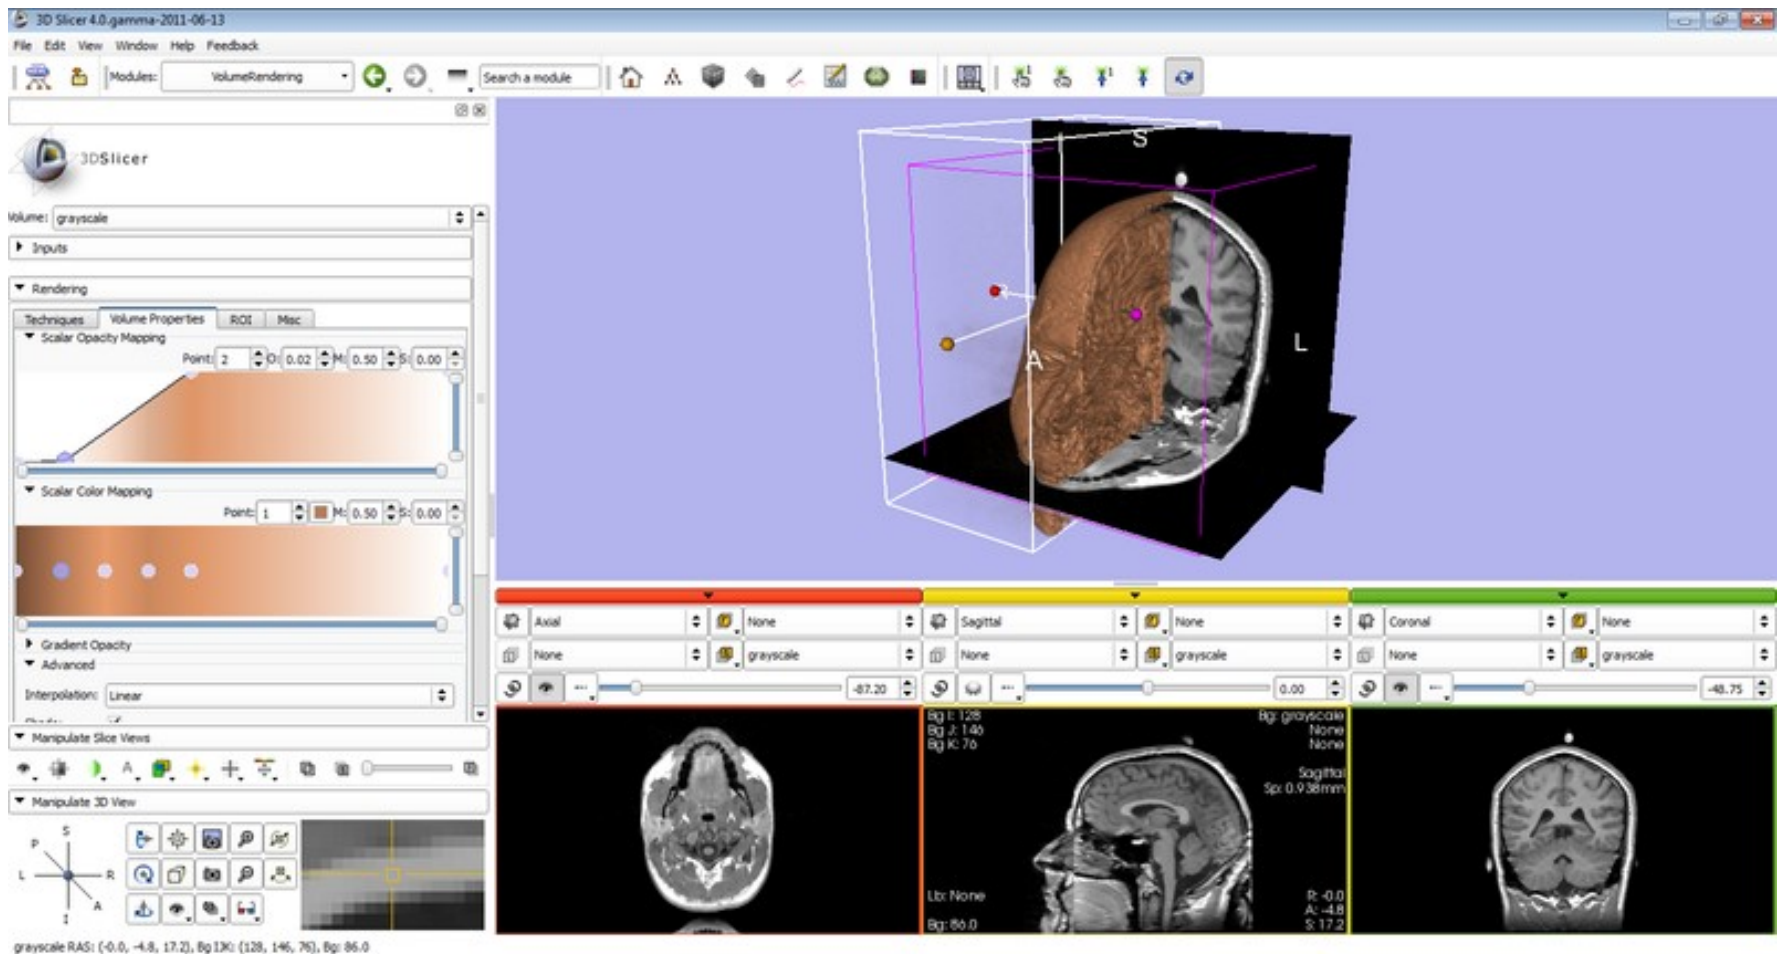 3D Slicer 4.0.gamma-2011-06-13
File Edit View Window Help Feedback
Modules: VolumeRendering Search a module
3DSlicer
Volume: grayscale
Inputs
Rendering
Techniques Volume Properties ROI Misc
Scalar Opacity Mapping
Point: 2 O: 0.02 M: 0.50 S: 0.00
Scalar Color Mapping
Point: 1 M: 0.50 S: 0.00
Gradient Opacity
Advanced
Interpolation: Linear
Manipulate Slice Views
A
Manipulate 3D View
S
P
L R
A
I
S
A
L
Axial None
None grayscale
-87.20
Sagittal None
None grayscale
0.00
Coronal None
None grayscale
-48.75
Bg I: 128
Bg J: 146
Bg K: 76
Bg: grayscale
None
None
Sagittal
Sp: 0.938mm
Lb: None
Bg: 86.0
R: -0.0
A: -4.8
S: 17.2
grayscale RAS: (-0.0, -4.8, 17.2), Bg IJK: (128, 146, 76), Bg: 86.0